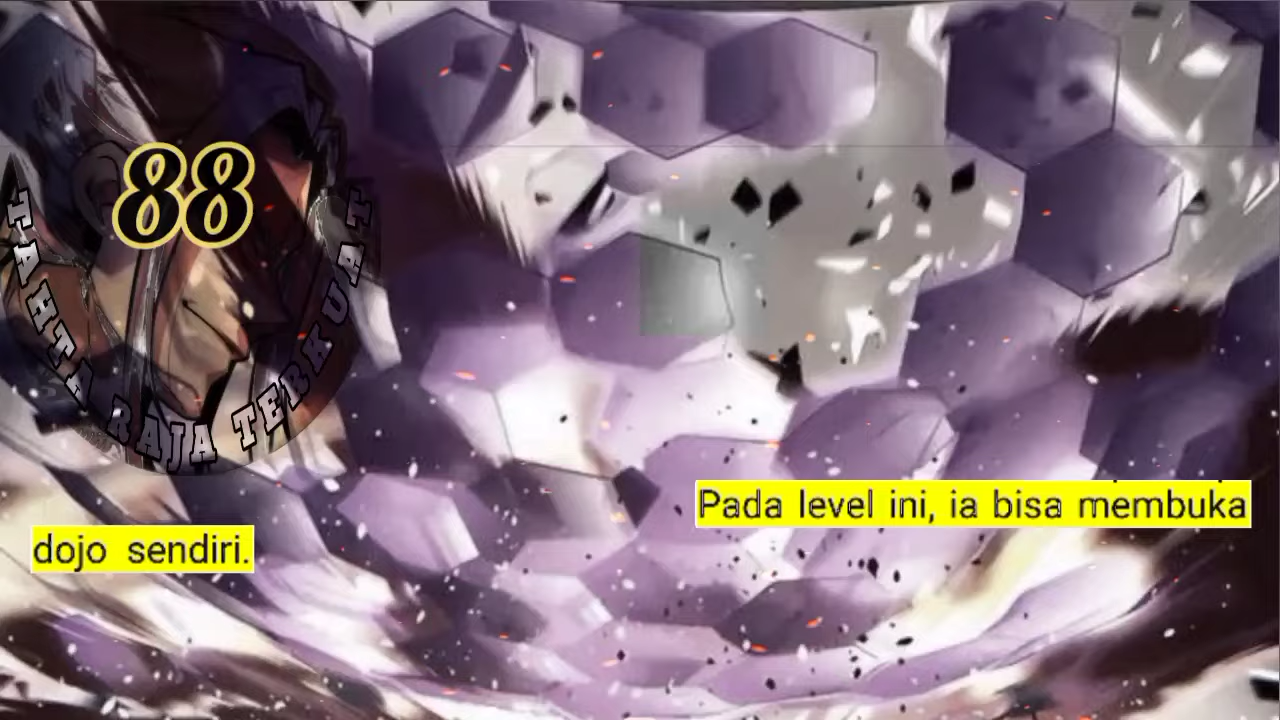 88
TAHTA RAJA TERKUAT
Pada level ini, ia bisa membuka
dojo sendiri.